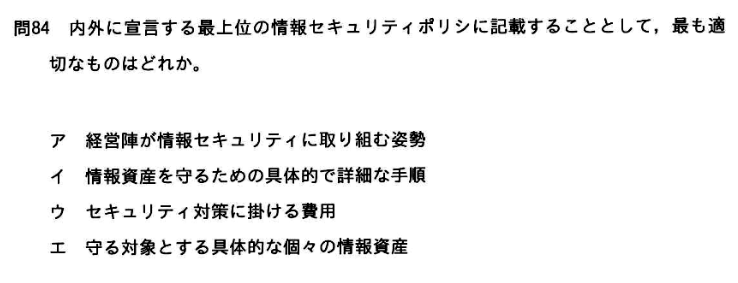 問84　内外に宣言する最上位の情報セキュリティポリシに記載することとして，最も適
切なものはどれか。
ア　経営陣が情報セキュリティに取り組む姿勢
イ　情報資産を守るための具体的で詳細な手順
ウ　セキュリティ対策に掛ける費用
エ　守る対象とする具体的な個々の情報資産